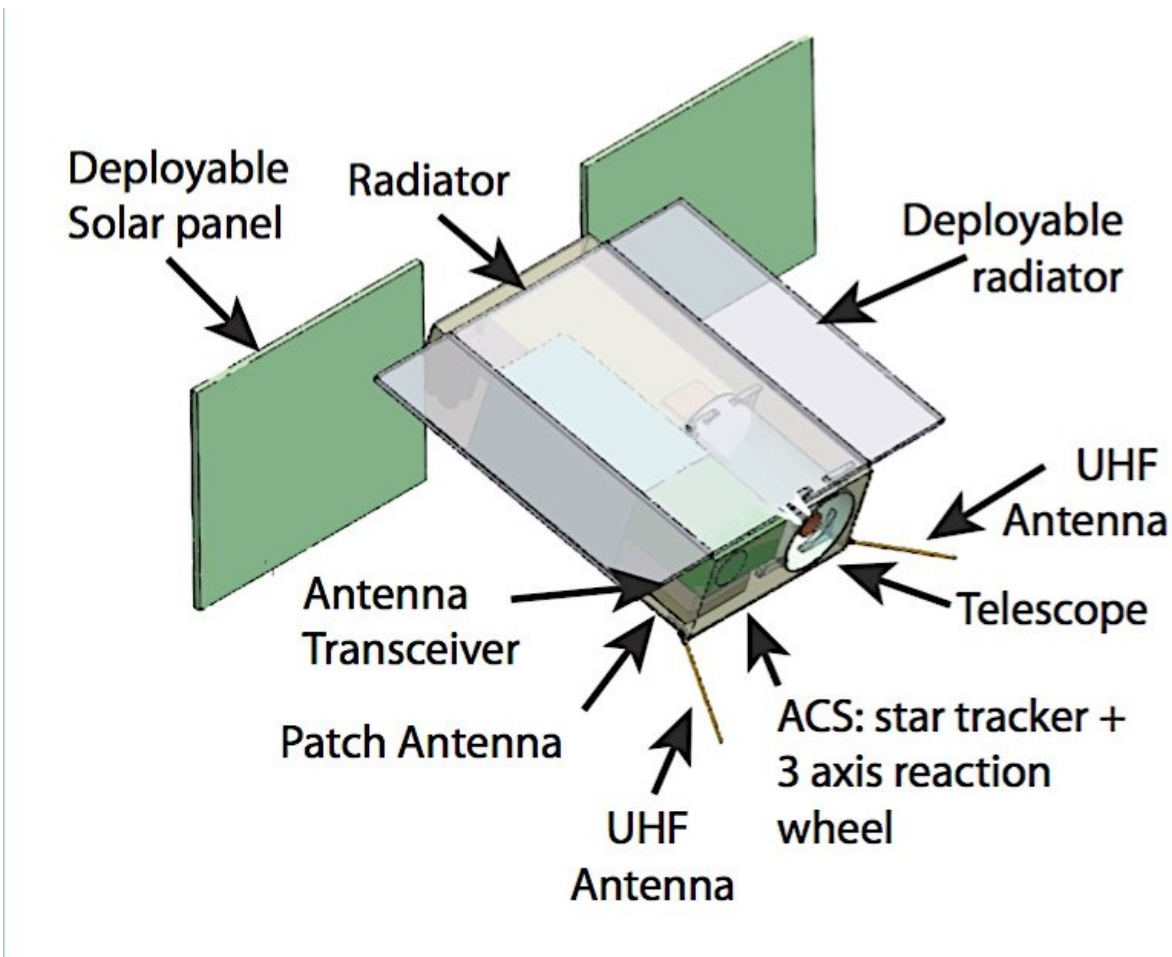 Deployable
Solar panel
Radiator
Deployable
radiator
UHF
Antenna
Telescope
Antenna
Transceiver
Patch Antenna
ACS: star tracker +
3 axis reaction
wheel
UHF
Antenna